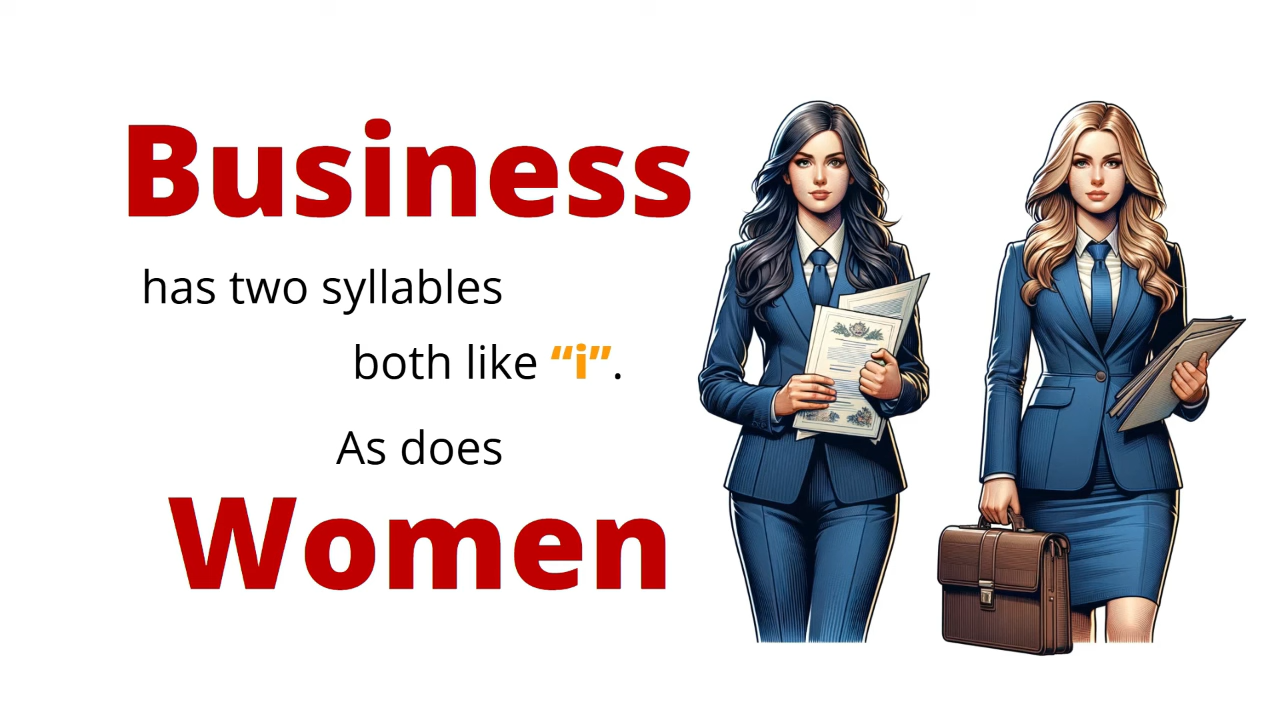 Business
has two syllables
both like “i”.
As does
Women